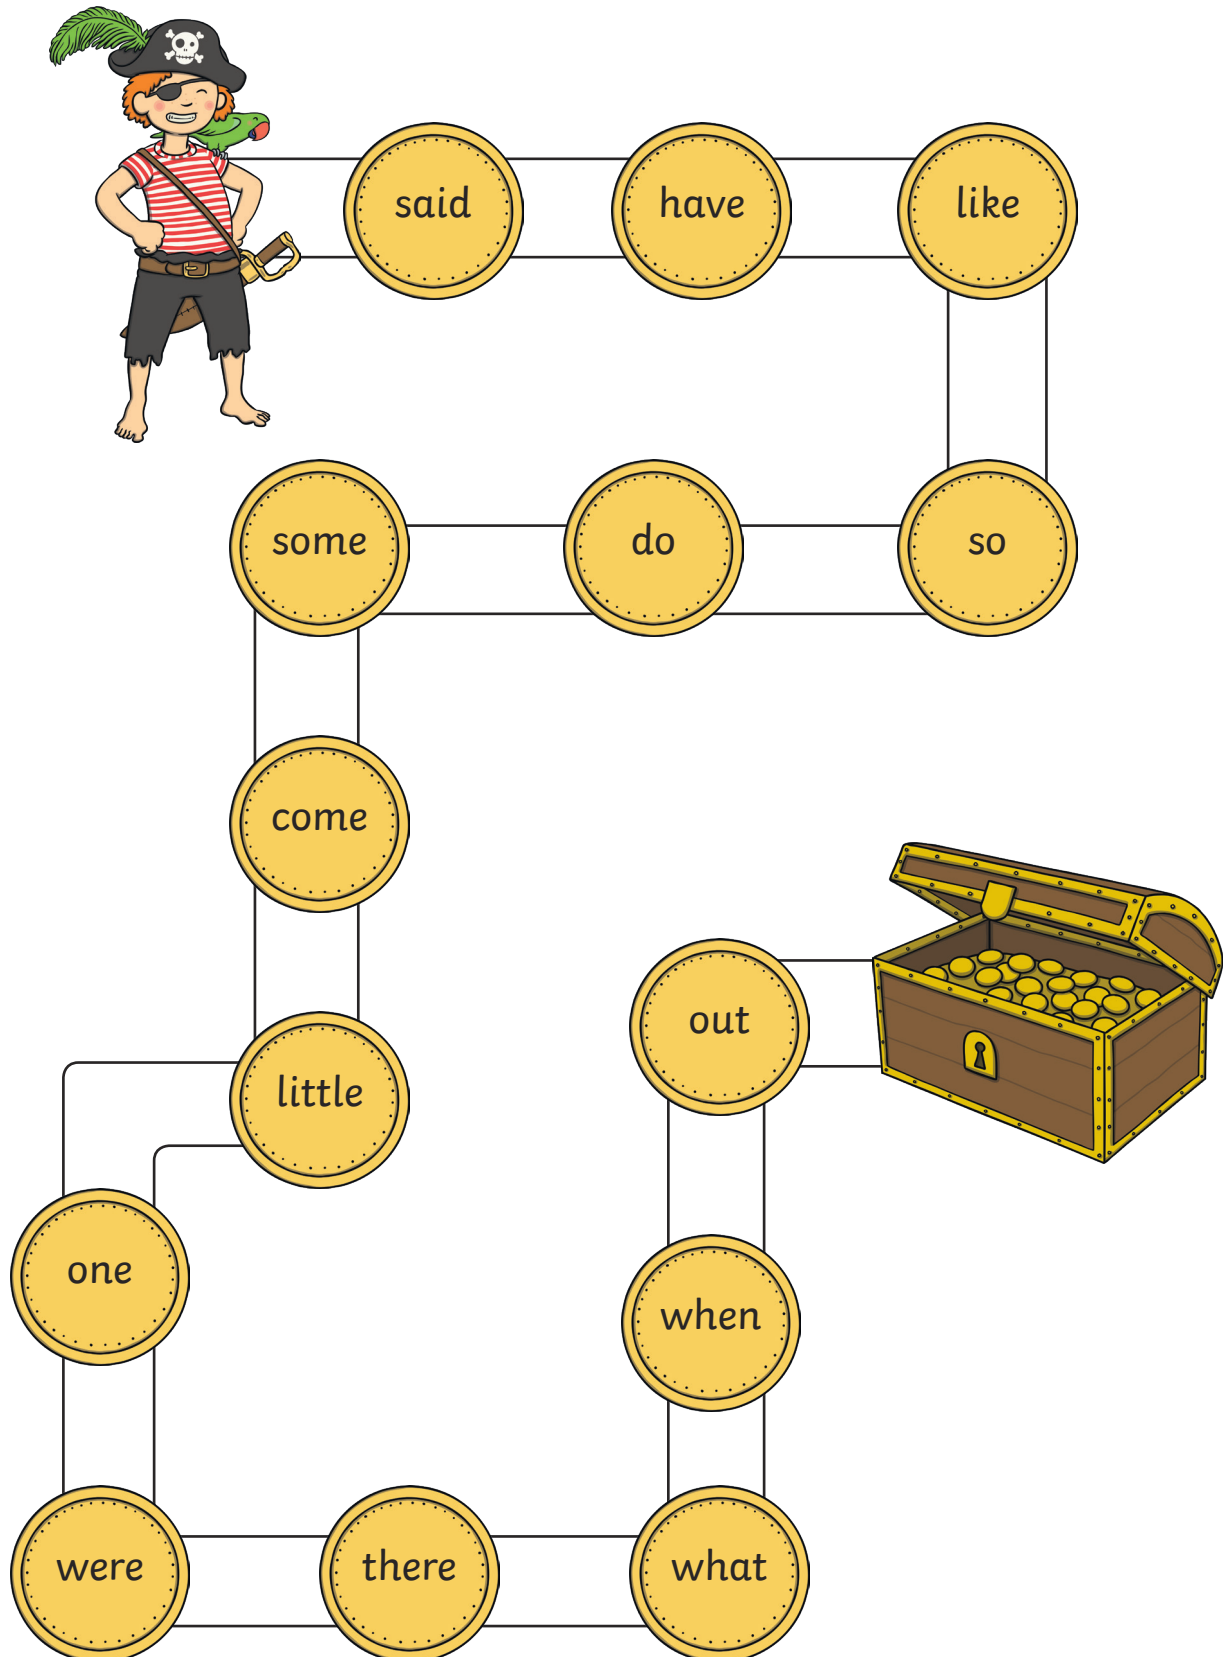 said
have
like
so
do
some
come
little
one
were
there
what
when
out